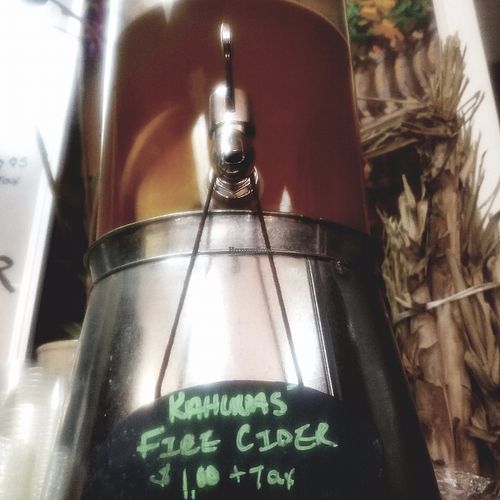 KAHUNAS
FIRE CIDER
$1.00 + Tax